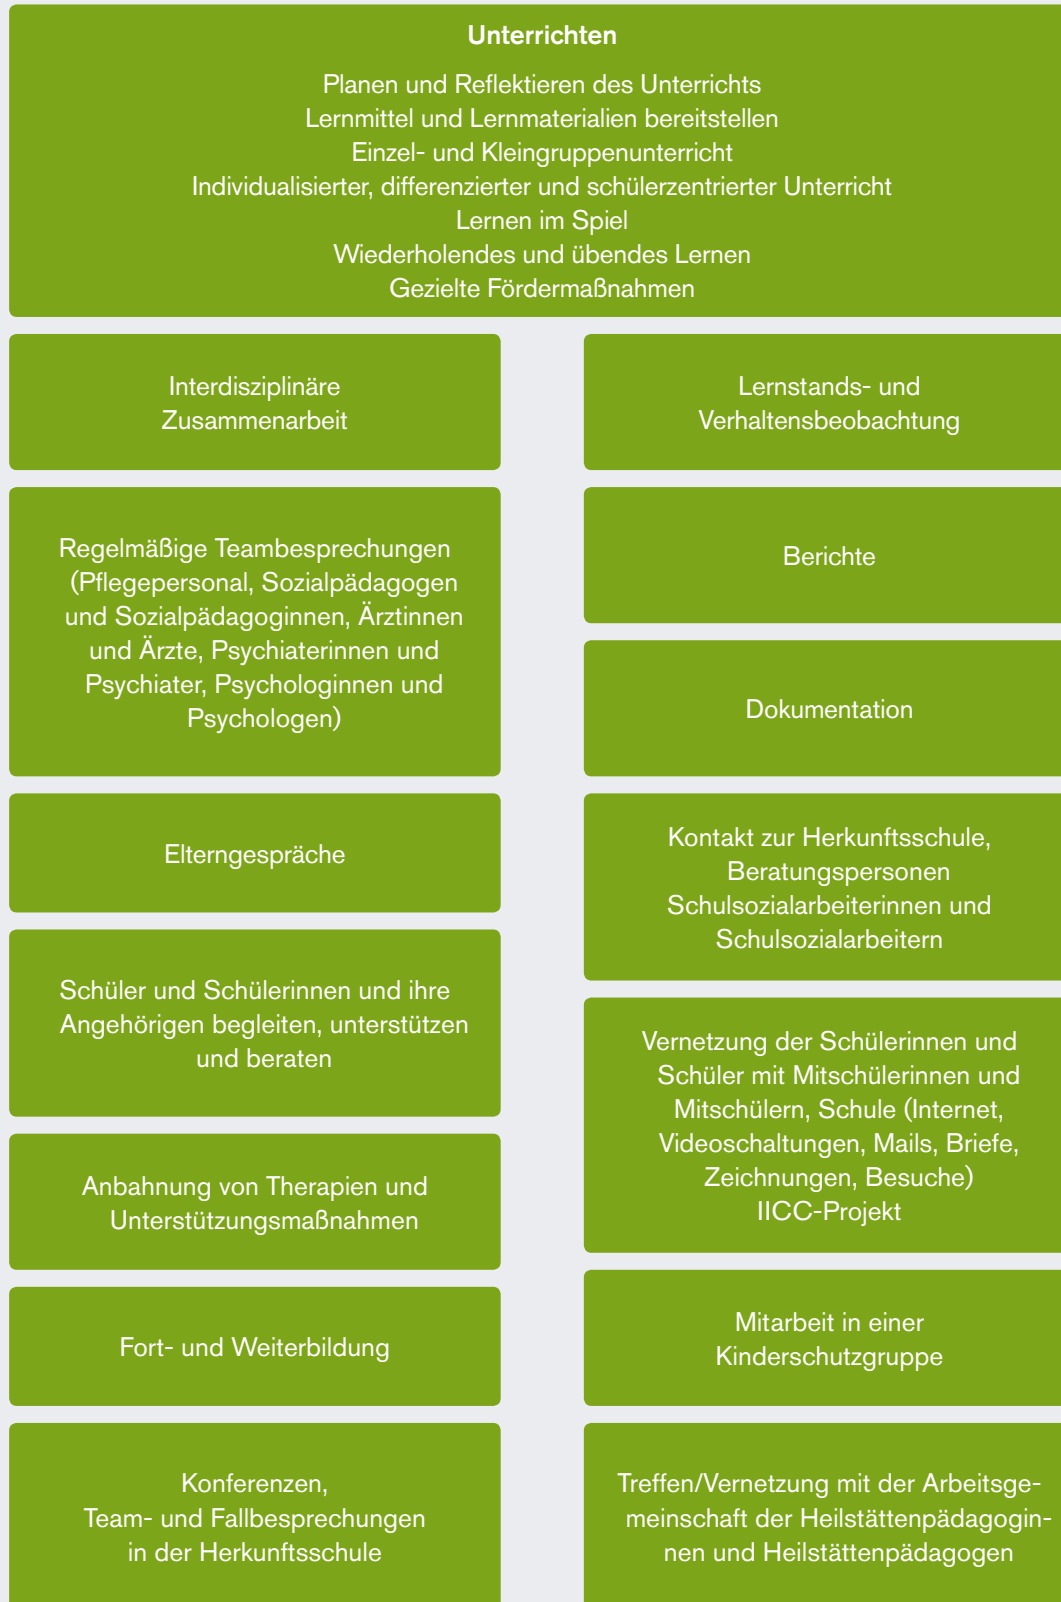 Unterrichten
Planen und Reflektieren des Unterrichts
Lernmittel und Lernmaterialien bereitstellen
Einzel- und Kleingruppenunterricht
Individualisierter, differenzierter und schülerzentrierter Unterricht
Lernen im Spiel
Wiederholendes und übendes Lernen
Gezielte Fördermaßnahmen
Interdisziplinäre
Zusammenarbeit
Regelmäßige Teambesprechungen
(Pflegepersonal, Sozialpädagogen
und Sozialpädagoginnen, Ärztinnen
und Ärzte, Psychiaterinnen und
Psychiater, Psychologinnen und
Psychologen)
Elterngespräche
Schüler und Schülerinnen und ihre
Angehörigen begleiten, unterstützen
und beraten
Anbahnung von Therapien und
Unterstützungsmaßnahmen
Fort- und Weiterbildung
Konferenzen,
Team- und Fallbesprechungen
in der Herkunftsschule
Lernstands- und
Verhaltensbeobachtung
Berichte
Dokumentation
Kontakt zur Herkunftsschule,
Beratungspersonen
Schulsozialarbeiterinnen und
Schulsozialarbeitern
Vernetzung der Schülerinnen und
Schüler mit Mitschülerinnen und
Mitschülern, Schule (Internet,
Videoschaltungen, Mails, Briefe,
Zeichnungen, Besuche)
IICC-Projekt
Mitarbeit in einer
Kinderschutzgruppe
Treffen/Vernetzung mit der Arbeitsge-
meinschaft der Heilstättenpädagogin-
nen und Heilstättenpädagogen